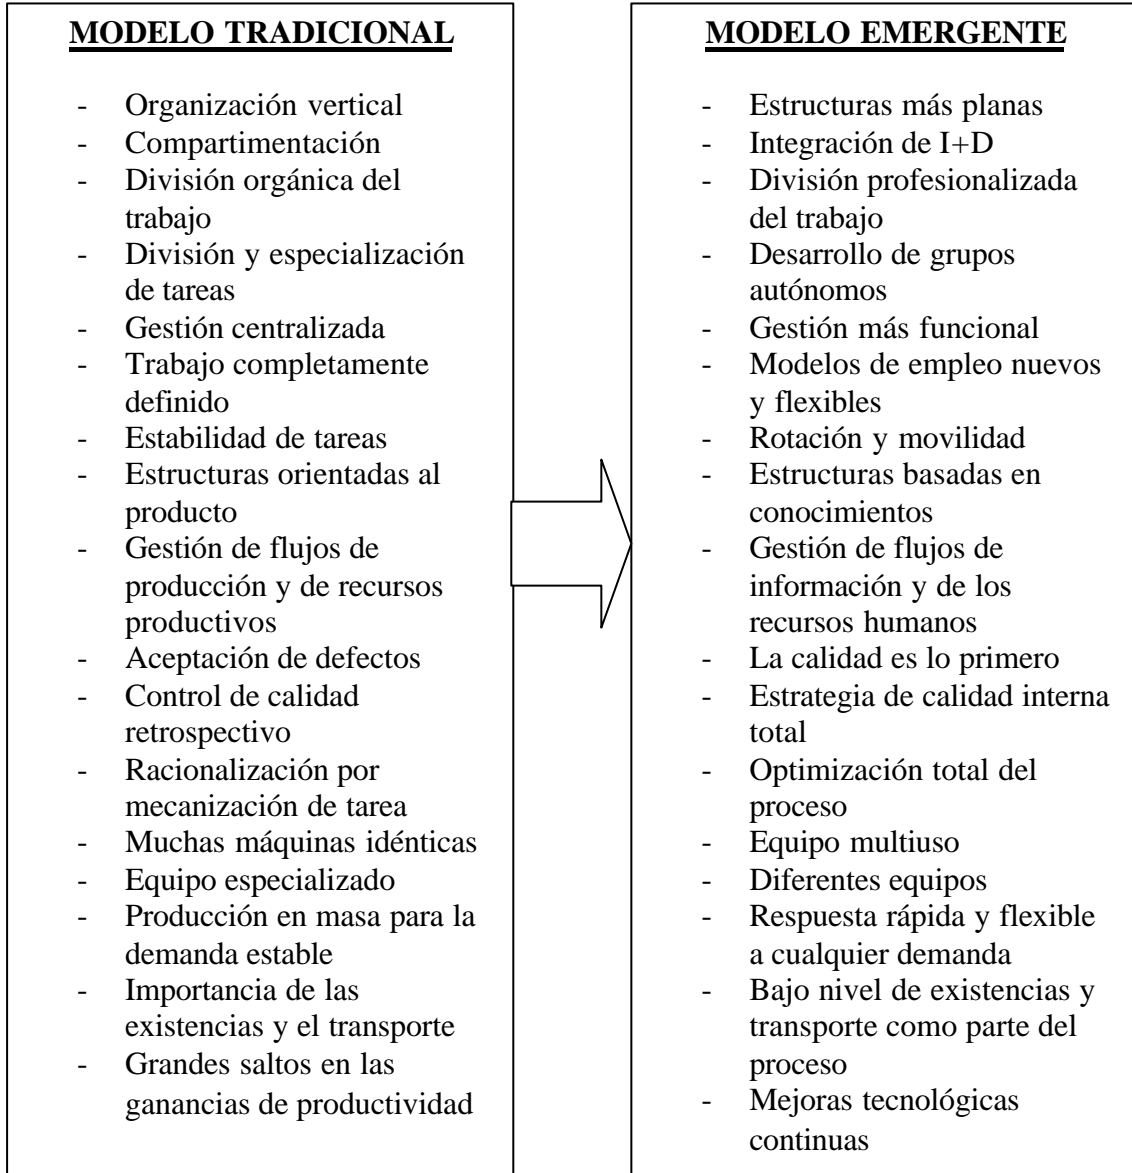 MODELO TRADICIONAL
- Organización vertical
- Compartimentación
- División orgánica del
trabajo
- División y especialización
de tareas
- Gestión centralizada
- Trabajo completamente
definido
- Estabilidad de tareas
- Estructuras orientadas al
producto
- Gestión de flujos de
producción y de recursos
productivos
- Aceptación de defectos
- Control de calidad
retrospectivo
- Racionalización por
mecanización de tarea
- Muchas máquinas idénticas
- Equipo especializado
- Producción en masa para la
demanda estable
- Importancia de las
existencias y el transporte
- Grandes saltos en las
ganancias de productividad
MODELO EMERGENTE
- Estructuras más planas
- Integración de I+D
- División profesionalizada
del trabajo
- Desarrollo de grupos
autónomos
- Gestión más funcional
- Modelos de empleo nuevos
y flexibles
- Rotación y movilidad
- Estructuras basadas en
conocimientos
- Gestión de flujos de
información y de los
recursos humanos
- La calidad es lo primero
- Estrategia de calidad interna
total
- Optimización total del
proceso
- Equipo multiuso
- Diferentes equipos
- Respuesta rápida y flexible
a cualquier demanda
- Bajo nivel de existencias y
transporte como parte del
proceso
- Mejoras tecnológicas
continuas